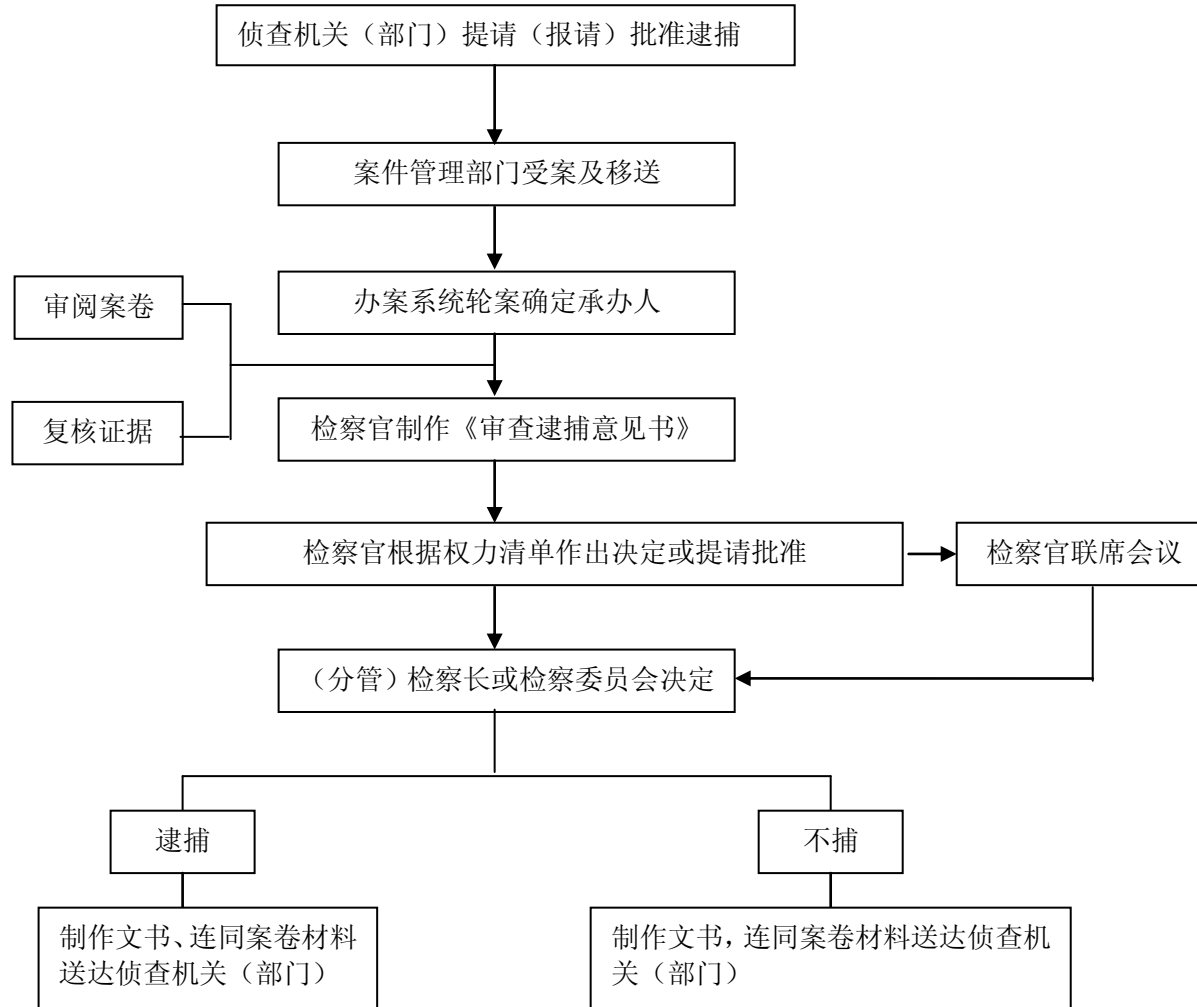 侦查机关（部门）提请（报请）批准逮捕
案件管理部门受案及移送
办案系统轮案确定承办人
审阅案卷
复核证据
检察官制作《审查逮捕意见书》
检察官根据权力清单作出决定或提请批准
检察官联席会议
（分管）检察长或检察委员会决定
逮捕
不捕
制作文书、连同案卷材料
送达侦查机关（部门）
制作文书，连同案卷材料送达侦查机
关（部门）